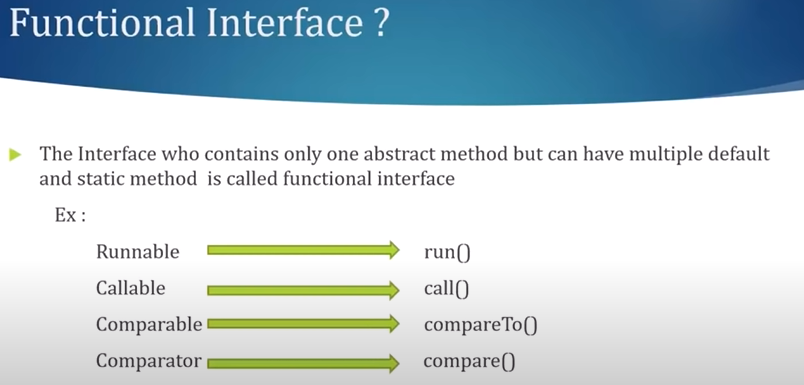 Functional Interface ?
The Interface who contains only one abstract method but can have multiple default
and static method is called functional interface
Ex :
Runnable run()
Callable call()
Comparable compareTo()
Comparator compare()